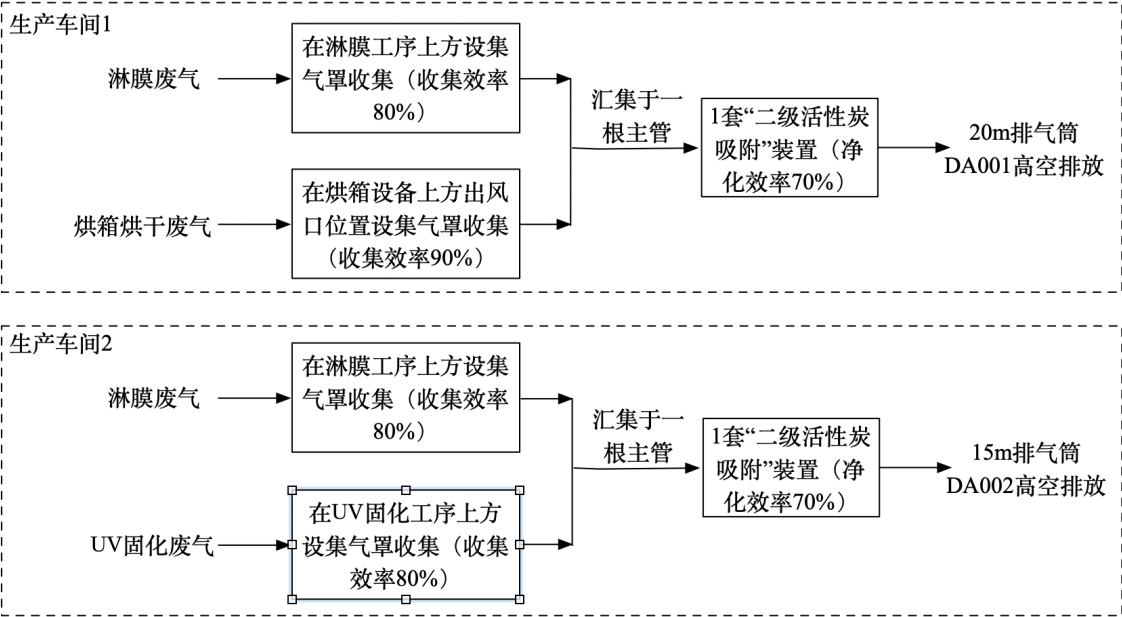 生产车间1
淋膜废气
在淋膜工序上方设集
气罩收集（收集效率
80%）
烘箱烘干废气
在烘箱设备上方出风
口位置设集气罩收集
（收集效率90%）
汇集于一
根主管
1套“二级活性炭
吸附”装置（净
化效率70%）
20m排气筒
DA001高空排放
生产车间2
淋膜废气
在淋膜工序上方设集
气罩收集（收集效率
80%）
UV固化废气
在UV固化工序上方
设集气罩收集（收集
效率80%）
汇集于一
根主管
1套“二级活性炭
吸附”装置（净
化效率70%）
15m排气筒
DA002高空排放